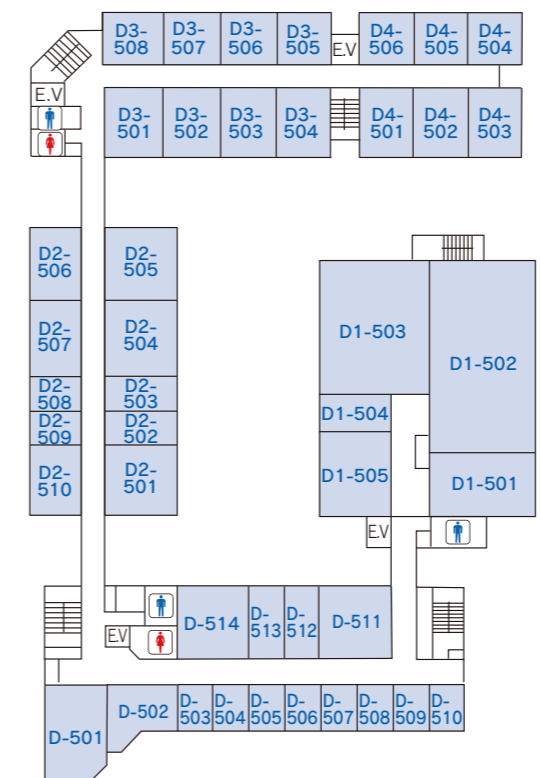 D3-
508
D3-
507
D3-
506
D3-
505
E.V
D4-
506
D4-
505
D4-
504
E.V
D3-
501
D3-
502
D3-
503
D3-
504
D4-
501
D4-
502
D4-
503
D2-
506
D2-
505
D2-
507
D2-
504
D2-
508
D2-
503
D2-
509
D2-
502
D2-
510
D2-
501
D1-503
D1-502
D1-504
D1-505
D1-501
E.V
E.V
D-514
D-
513
D-
512
D-511
D-501
D-502
D-
503
D-
504
D-
505
D-
506
D-
507
D-
508
D-
509
D-
510